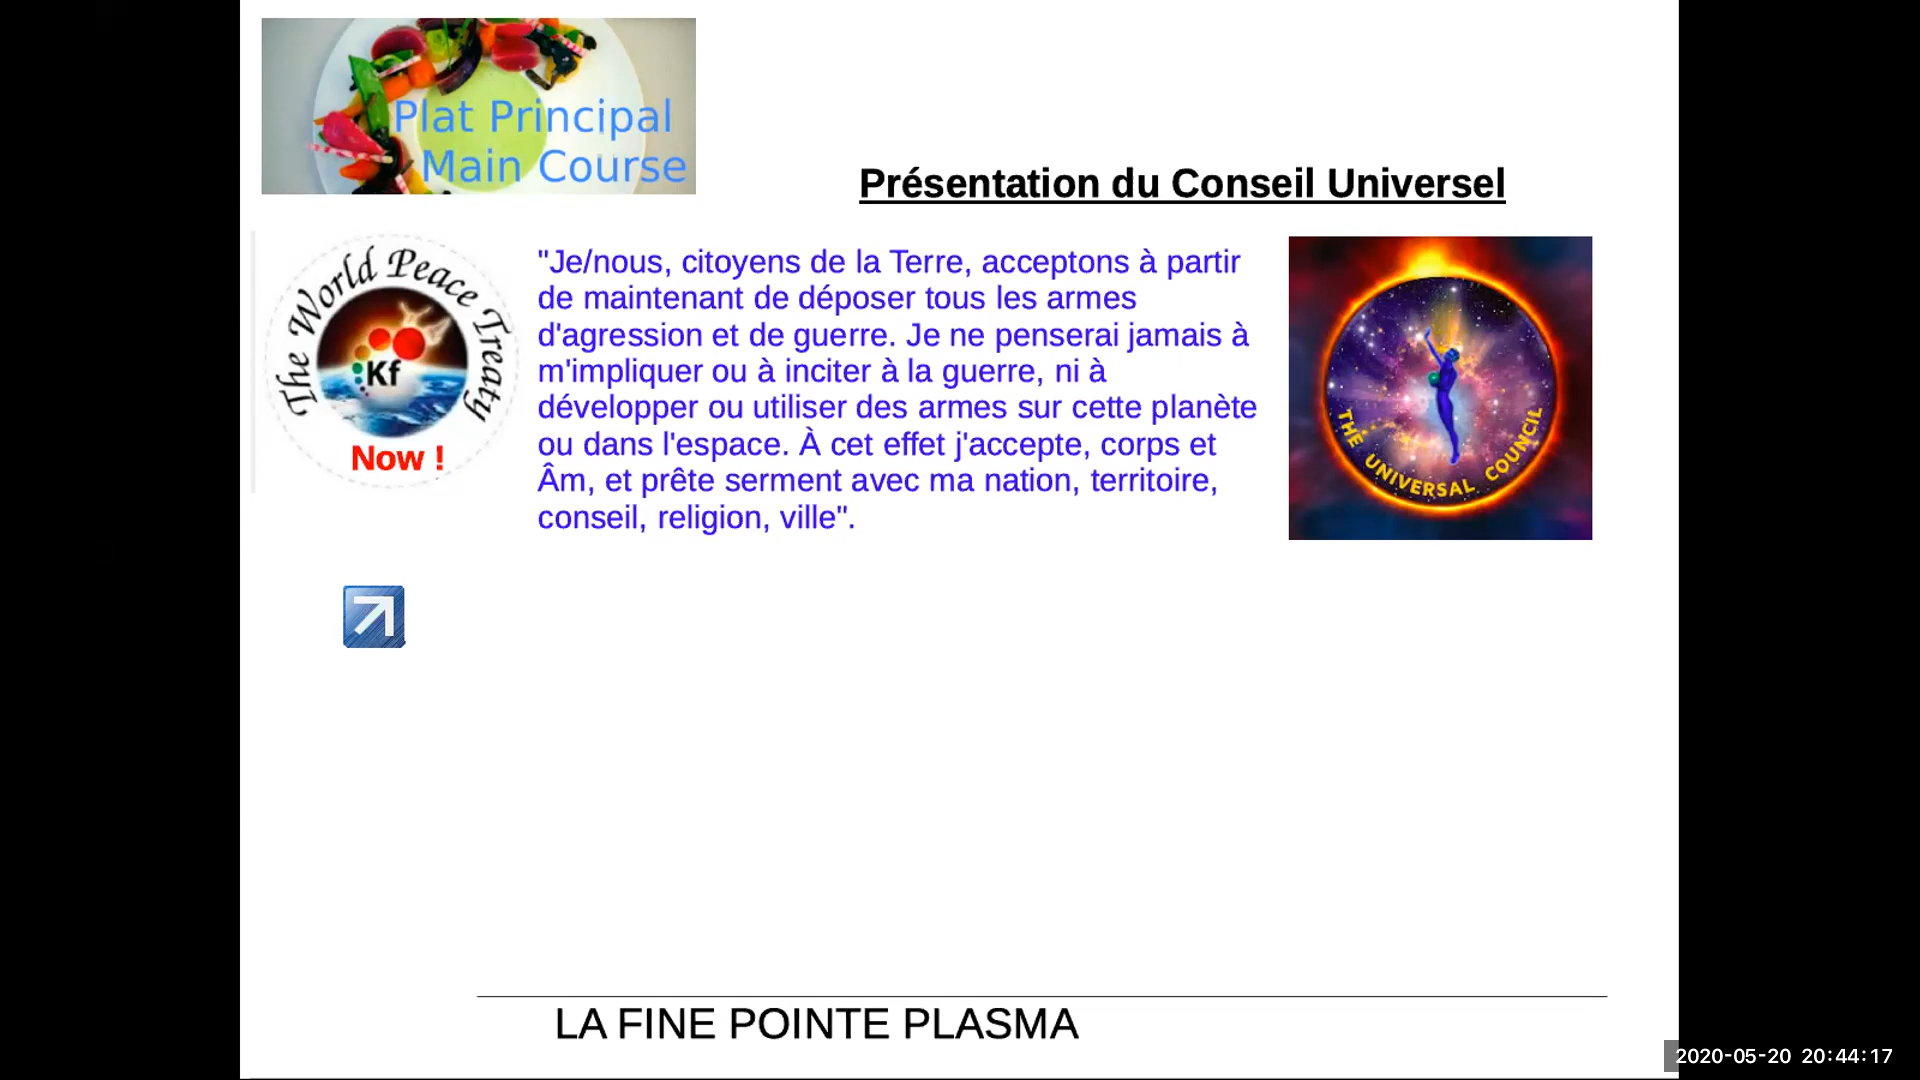 Plat Principal
Main Course
Présentation du Conseil Universel
The World Peace Treaty
Kf
Now !
"Je/nous, citoyens de la Terre, acceptons à partir
de maintenant de déposer tous les armes
d'agression et de guerre. Je ne penserai jamais à
m'impliquer ou à inciter à la guerre, ni à
développer ou utiliser des armes sur cette planète
ou dans l'espace. À cet effet j'accepte, corps et
Âm, et prête serment avec ma nation, territoire,
conseil, religion, ville".
THE UNIVERSAL COUNCIL
LA FINE POINTE PLASMA
2020-05-20 20:44:17